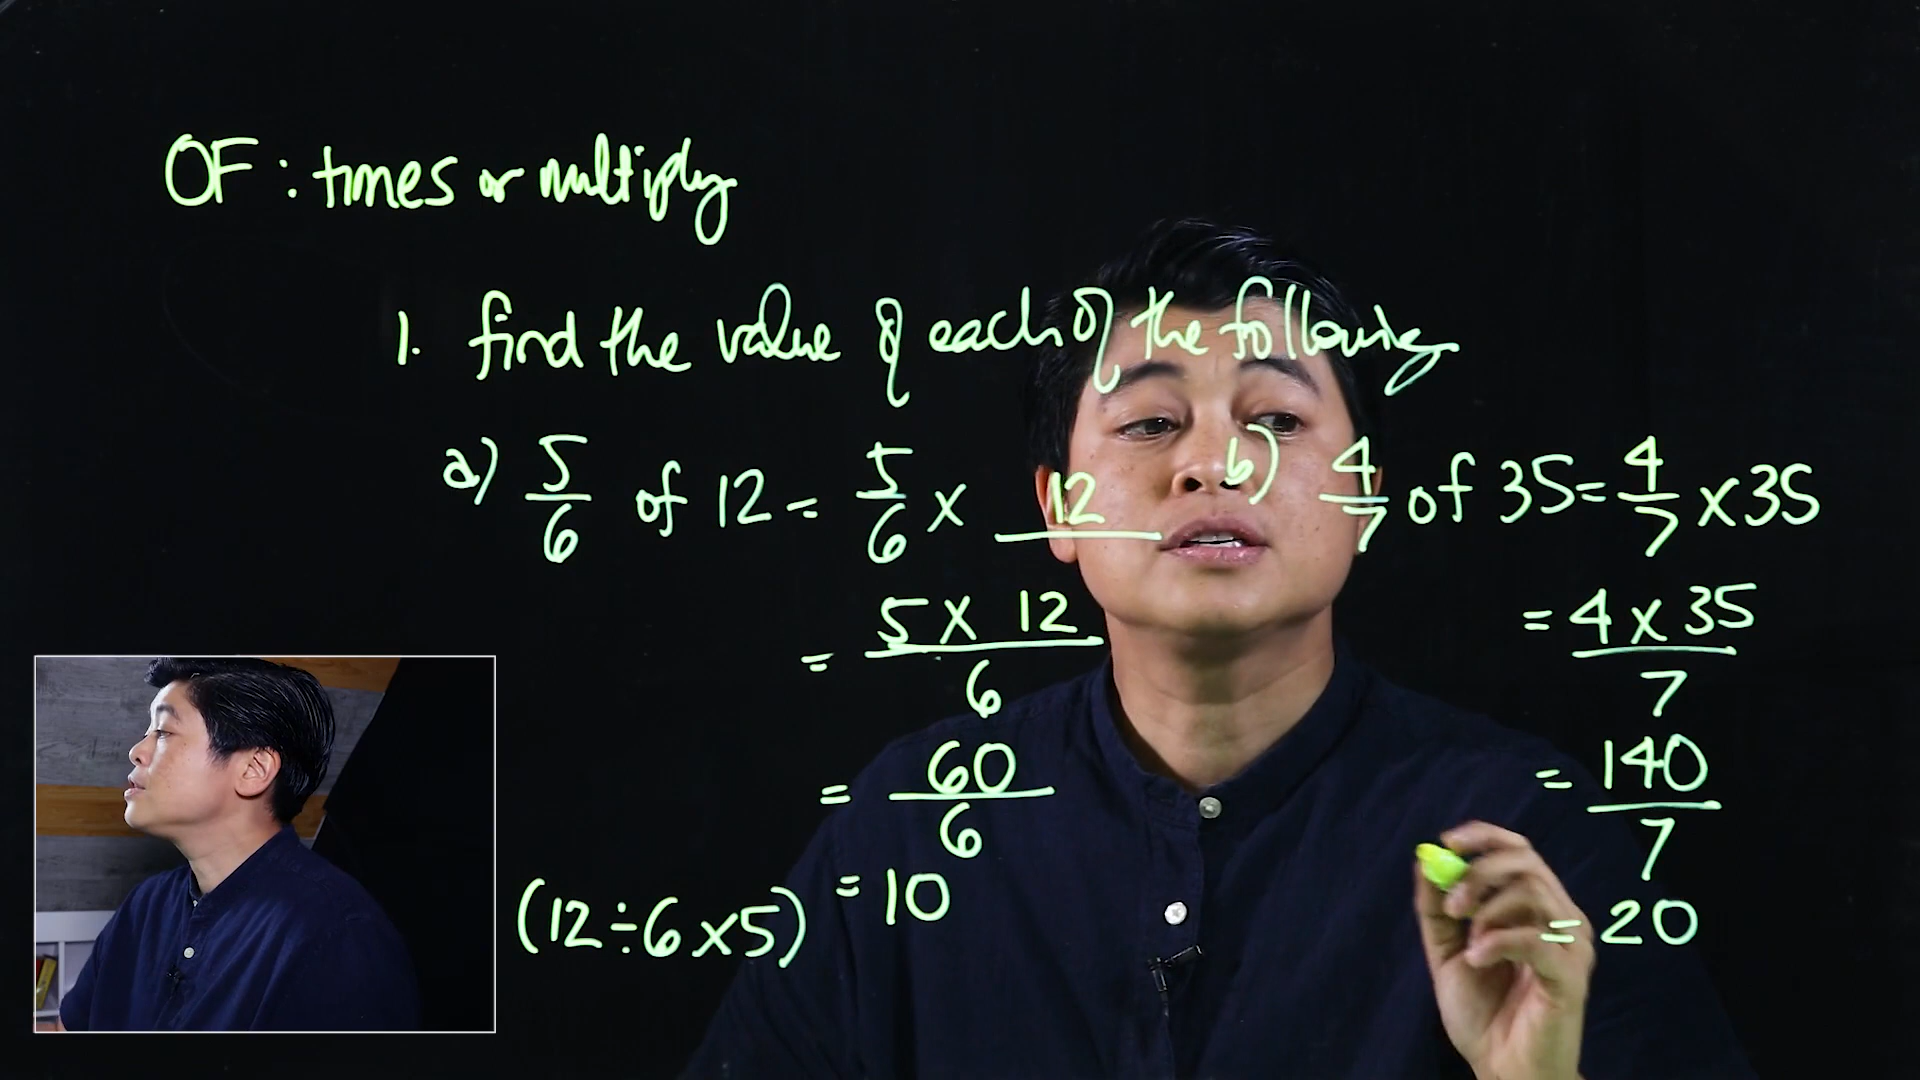 OF : times or multiply
1. find the value of each of the following
a) 5/6 of 12 = 5/6 × 12
= 5 × 12 / 6
= 60/6
(12 ÷ 6 × 5) = 10
b) 4/7 of 35 = 4/7 × 35
= 4 × 35 / 7
= 140/7
= 20